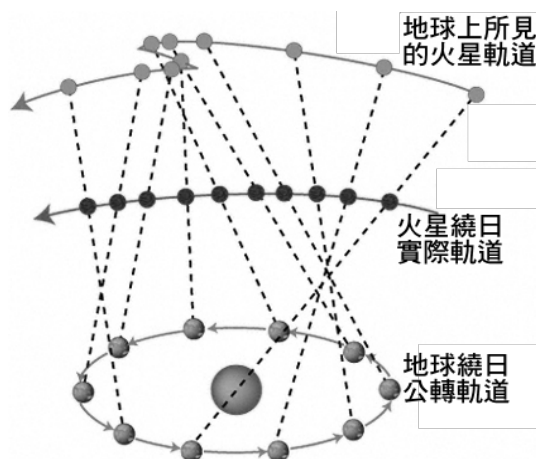 地球上所見
的火星軌道
火星繞日
實際軌道
地球繞日
公轉軌道